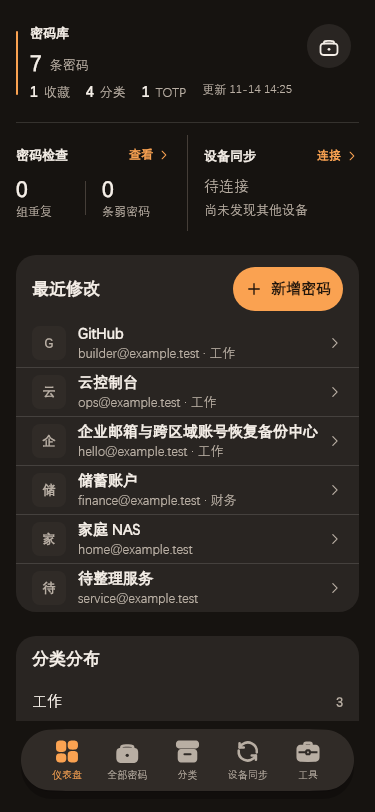 密码库
7 条密码
1 收藏 4 分类 1 TOTP 更新 11-14 14:25
密码检查 查看
0 组重复 0 条弱密码
设备同步 连接
待连接
尚未发现其他设备
最近修改 + 新增密码
G GitHub
builder@example.test · 工作
云 云控制台
ops@example.test · 工作
企 企业邮箱与跨区域账号恢复备份中心
hello@example.test · 工作
储 储蓄账户
finance@example.test · 财务
家 家庭 NAS
home@example.test
待 待整理服务
service@example.test
分类分布
工作 3
仪表盘 全部密码 分类 设备同步 工具